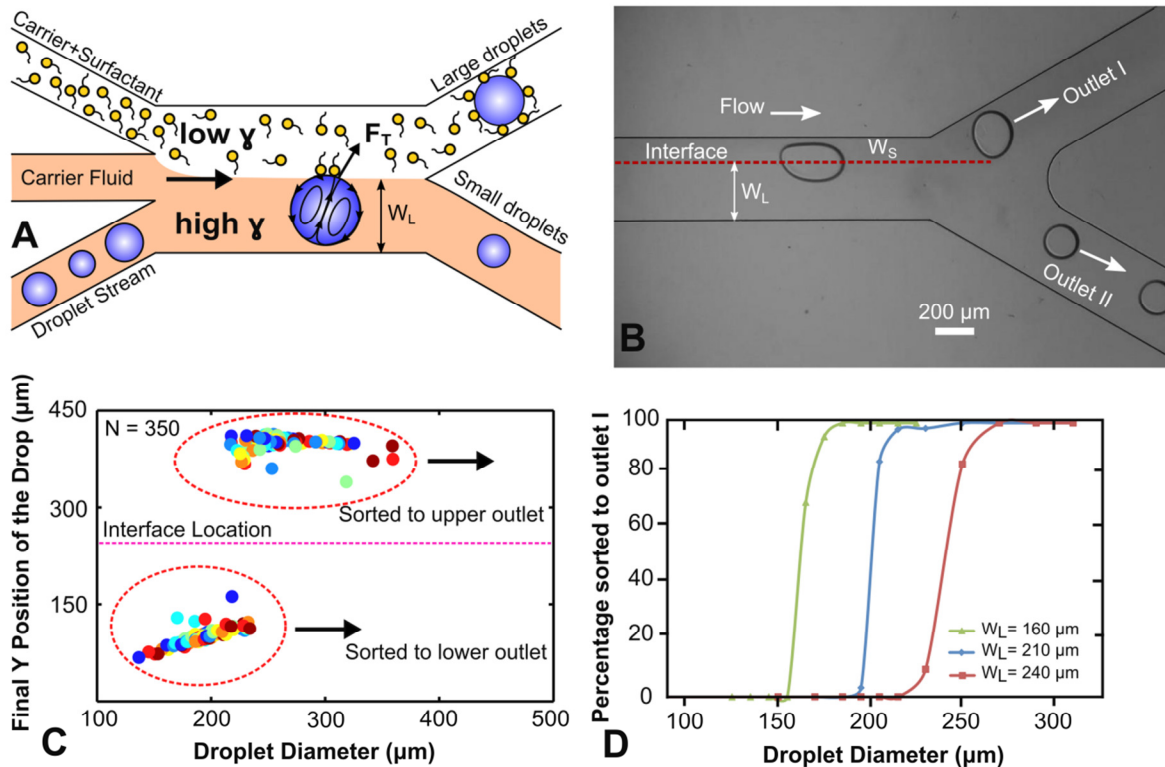 Carrier+Surfactant
low ɣ
Large droplets
F_T
Carrier Fluid
W_L
Small droplets
high ɣ
A
Droplet Stream
Flow
Outlet I
Interface
W_S
W_L
Outlet II
200 µm
B
Final Y Position of the Drop (µm)
450
300
150
N = 350
Sorted to upper outlet
Interface Location
Sorted to lower outlet
100
200
300
400
500
C
Droplet Diameter (µm)
Percentage sorted to outlet I
100
80
60
40
20
0
W_L= 160 µm
W_L= 210 µm
W_L= 240 µm
100
150
200
250
300
D
Droplet Diameter (µm)